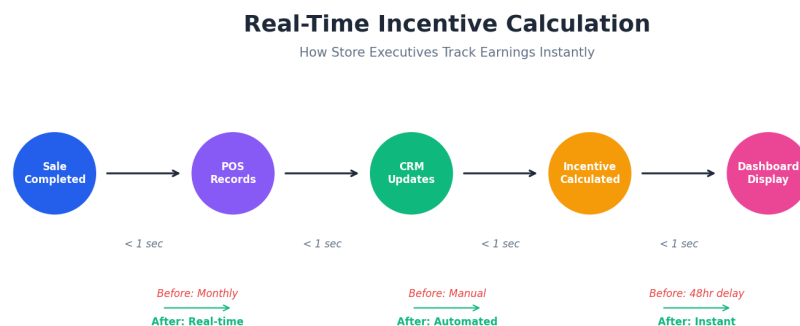 Real-Time Incentive Calculation
How Store Executives Track Earnings Instantly
Sale
Completed
POS
Records
CRM
Updates
Incentive
Calculated
Dashboard
Display
< 1 sec
< 1 sec
< 1 sec
< 1 sec
Before: Monthly
After: Real-time
Before: Manual
After: Automated
Before: 48hr delay
After: Instant